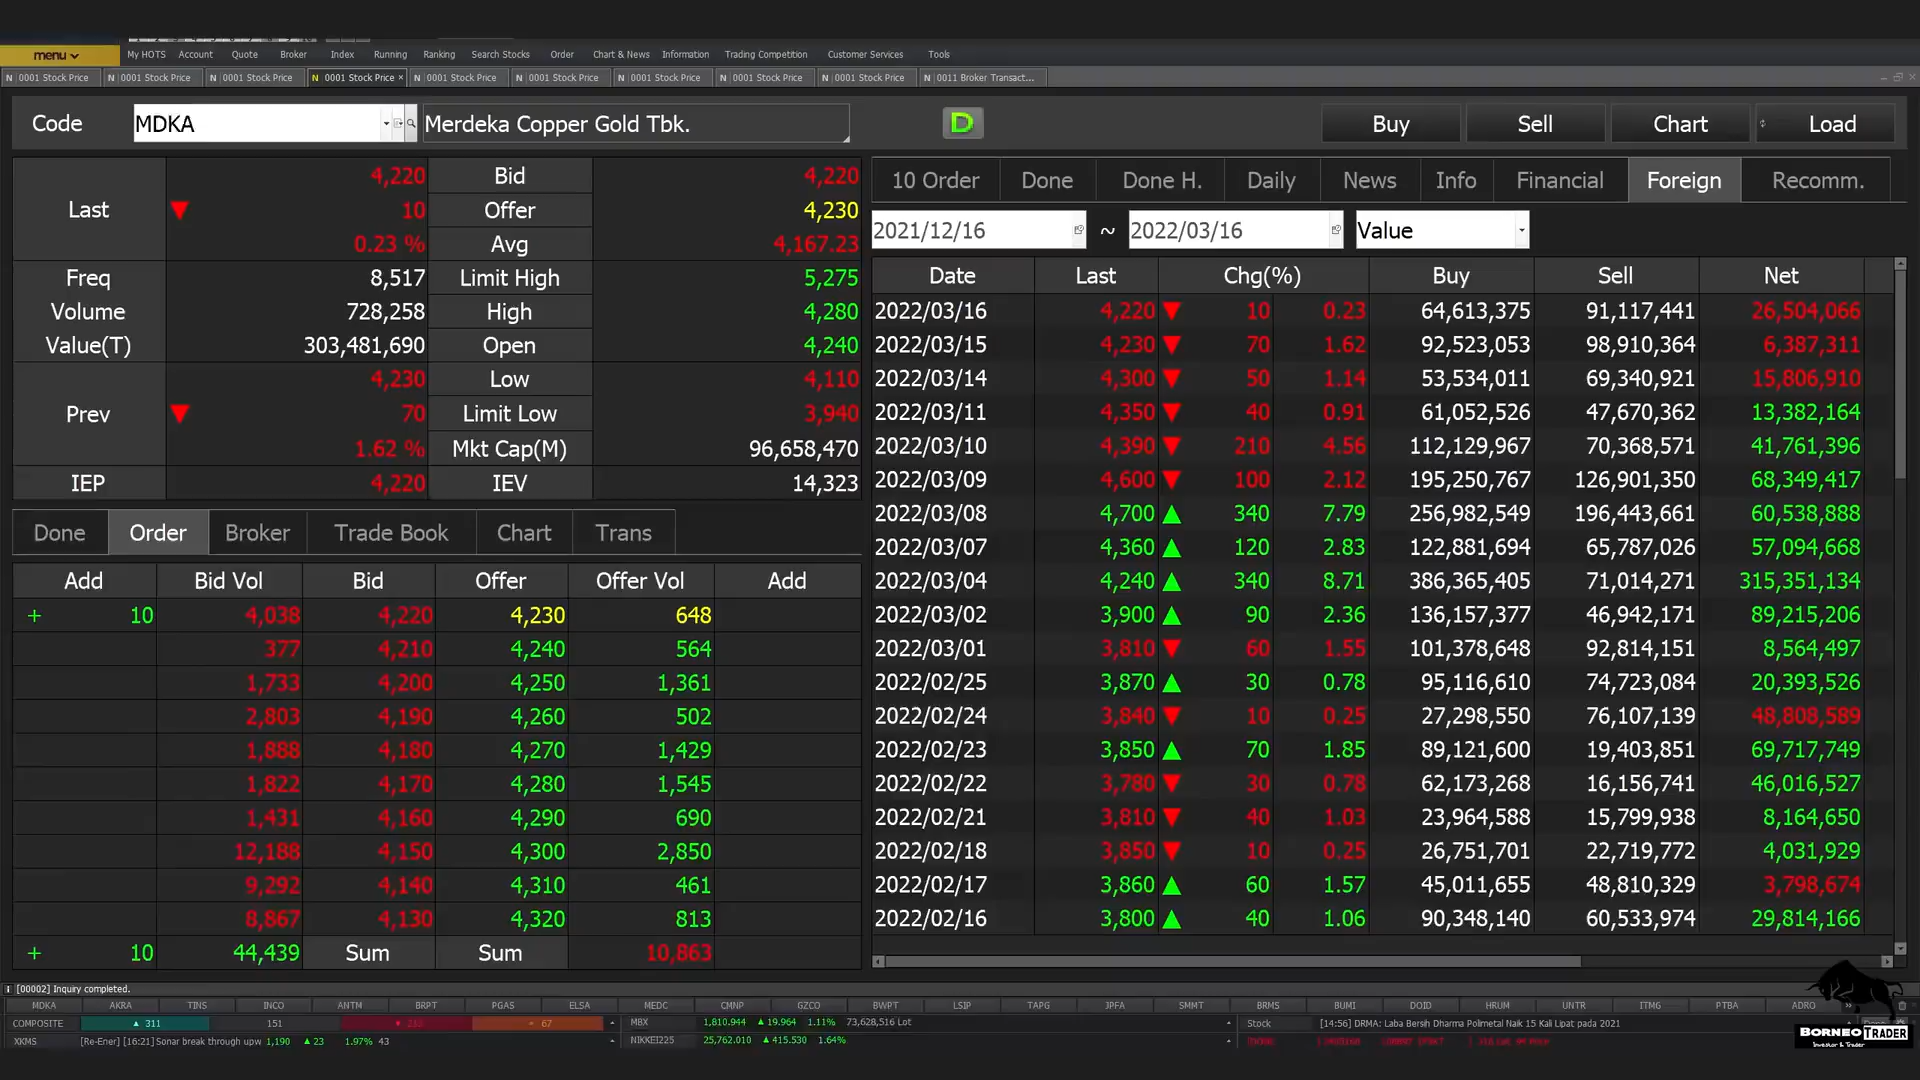 menu My HOTS Account Quote Broker Index Running Ranking Search Stocks Order Chart & News Information Trading Competition Customer Services Tools
N 0001 Stock Price N 0001 Stock Price N 0001 Stock Price N 0001 Stock Price × N 0001 Stock Price N 0001 Stock Price N 0001 Stock Price N 0001 Stock Price N 0001 Stock Price N 0011 Broker Transact...
Code MDKA Merdeka Copper Gold Tbk. D Buy Sell Chart Load
Last ▼ 4,220 10 0.23 %
Bid 4,220
Offer 4,230
Avg 4,167.23
Freq 8,517 Limit High 5,275
Volume 728,258 High 4,280
Value(T) 303,481,690 Open 4,240
Prev ▼ 4,230 70 1.62 %
Low 4,110
Limit Low 3,940
Mkt Cap(M) 96,658,470
IEP 4,220 IEV 14,323
Done Order Broker Trade Book Chart Trans
Add Bid Vol Bid Offer Offer Vol Add
+ 10 4,038 4,220 4,230 648
377 4,210 4,240 564
1,733 4,200 4,250 1,361
2,803 4,190 4,260 502
1,888 4,180 4,270 1,429
1,822 4,170 4,280 1,545
1,431 4,160 4,290 690
12,188 4,150 4,300 2,850
9,292 4,140 4,310 461
8,867 4,130 4,320 813
+ 10 44,439 Sum Sum 10,863
10 Order Done Done H. Daily News Info Financial Foreign Recomm.
2021/12/16 ~ 2022/03/16 Value
Date Last Chg(%) Buy Sell Net
2022/03/16 4,220 ▼ 10 0.23 64,613,375 91,117,441 26,504,066
2022/03/15 4,230 ▼ 70 1.62 92,523,053 98,910,364 6,387,311
2022/03/14 4,300 ▼ 50 1.14 53,534,011 69,340,921 15,806,910
2022/03/11 4,350 ▼ 40 0.91 61,052,526 47,670,362 13,382,164
2022/03/10 4,390 ▼ 210 4.56 112,129,967 70,368,571 41,761,396
2022/03/09 4,600 ▼ 100 2.12 195,250,767 126,901,350 68,349,417
2022/03/08 4,700 ▲ 340 7.79 256,982,549 196,443,661 60,538,888
2022/03/07 4,360 ▲ 120 2.83 122,881,694 65,787,026 57,094,668
2022/03/04 4,240 ▲ 340 8.71 386,365,405 71,014,271 315,351,134
2022/03/02 3,900 ▲ 90 2.36 136,157,377 46,942,171 89,215,206
2022/03/01 3,810 ▼ 60 1.55 101,378,648 92,814,151 8,564,497
2022/02/25 3,870 ▲ 30 0.78 95,116,610 74,723,084 20,393,526
2022/02/24 3,840 ▼ 10 0.25 27,298,550 76,107,139 48,808,589
2022/02/23 3,850 ▲ 70 1.85 89,121,600 19,403,851 69,717,749
2022/02/22 3,780 ▼ 30 0.78 62,173,268 16,156,741 46,016,527
2022/02/21 3,810 ▼ 40 1.03 23,964,588 15,799,938 8,164,650
2022/02/18 3,850 ▼ 10 0.25 26,751,701 22,719,772 4,031,929
2022/02/17 3,860 ▲ 60 1.57 45,011,655 48,810,329 3,798,674
2022/02/16 3,800 ▲ 40 1.06 90,348,140 60,533,974 29,814,166
[00002] Inquiry completed.
MDKA AKRA TINS INCO ANTM BRPT PGAS ELSA MEDC CMNP GZCO BWPT LSIP TAPG JPFA SMMT BRMS BUMI DOID HRUM UNTR ITMG PTBA ADRO
COMPOSITE ▲ 311 151 67 MBX 1,810.944 ▲ 19.964 1.11% 73,628,516 Lot Stock [14:56] DRMA: Laba Bersih Dharma Polimetal Naik 15 Kali Lipat pada 2021
XKMS [Re-Ener] [16:21] Sonar break through upw 1,190 ▲ 23 1.97% 43 NIKKEI225 25,762.010 ▲ 415.530 1.64%
BORNEO TRADER
Investor & Trader